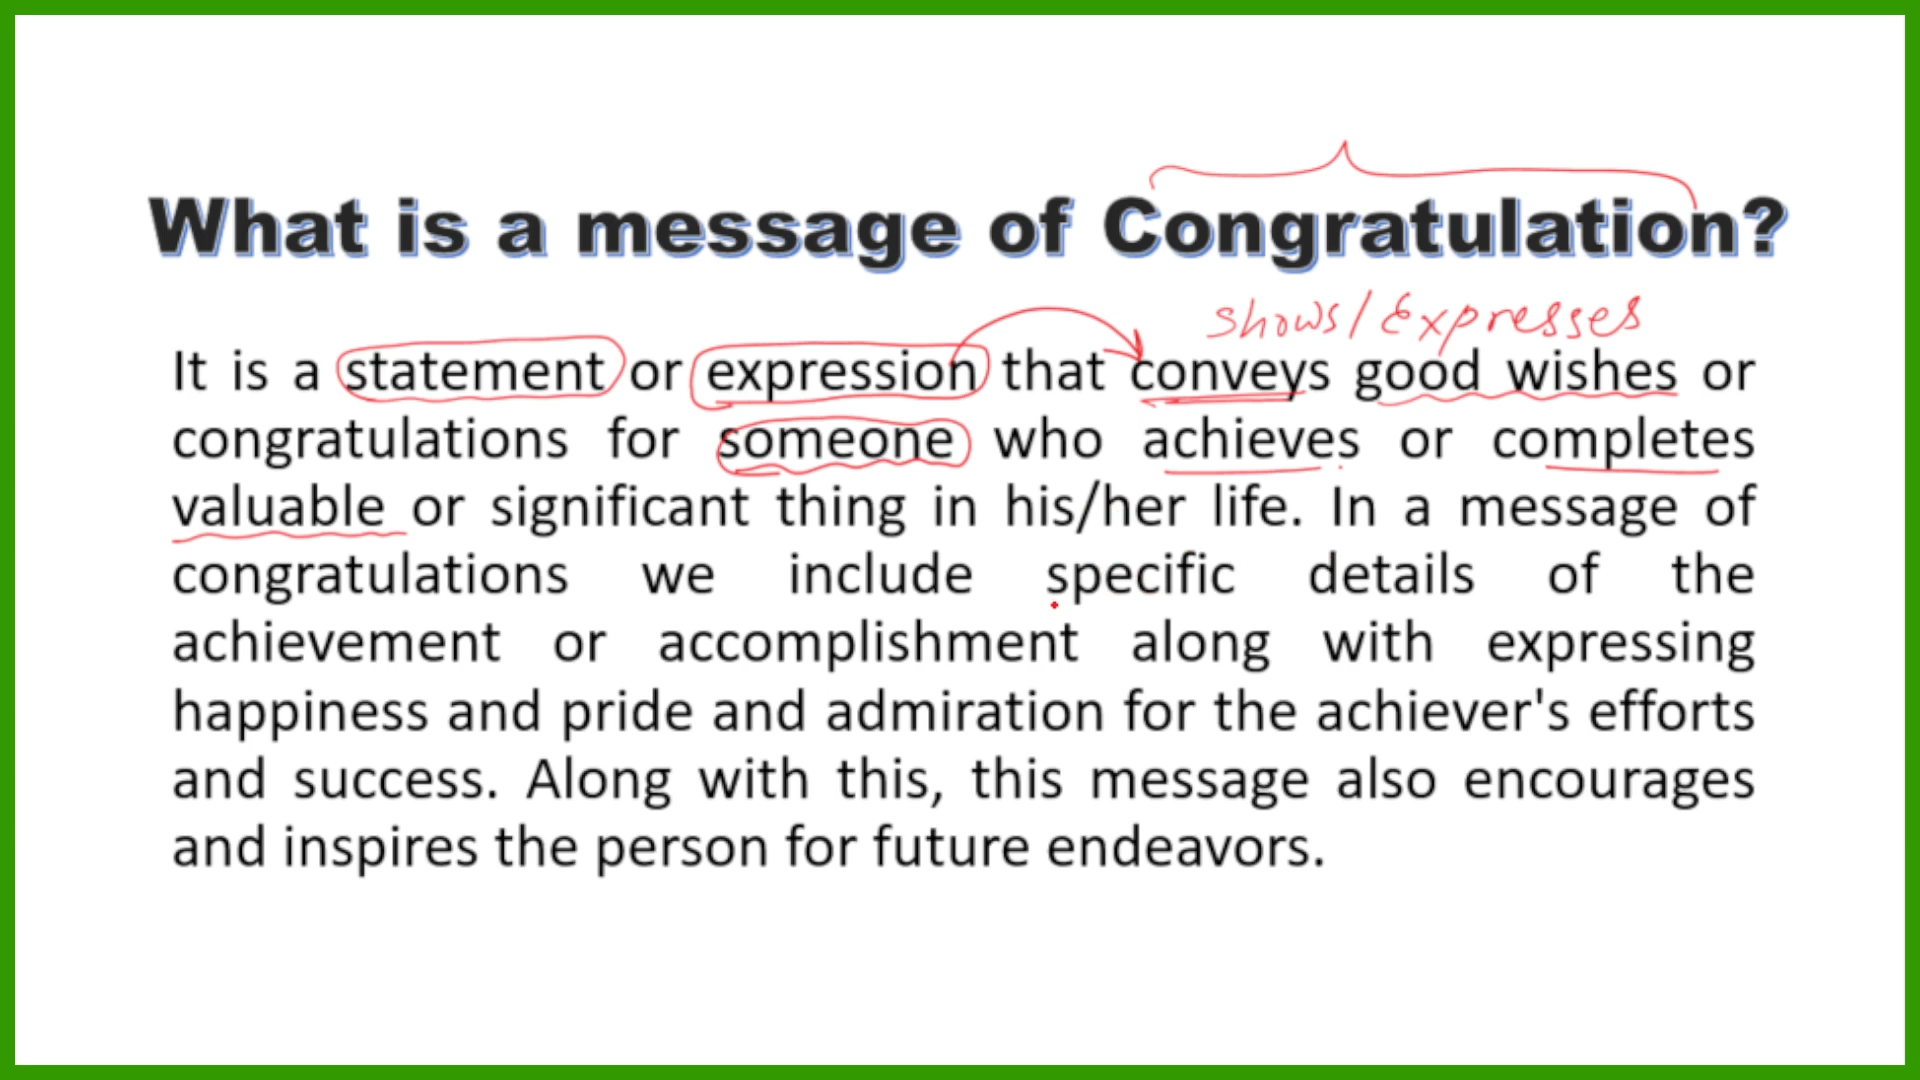 What is a message of Congratulation?
shows/Expresses
It is a statement or expression that conveys good wishes or
congratulations for someone who achieves or completes
valuable or significant thing in his/her life. In a message of
congratulations we include specific details of the
achievement or accomplishment along with expressing
happiness and pride and admiration for the achiever's efforts
and success. Along with this, this message also encourages
and inspires the person for future endeavors.